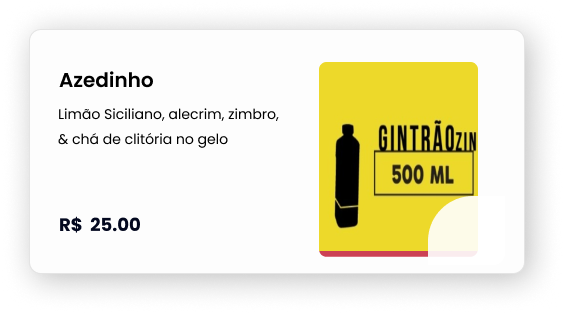 Azedinho
Limão Siciliano, alecrim, zimbro,
& chá de clitória no gelo
R$ 25.00
GINTRÃOZIN
500 ML